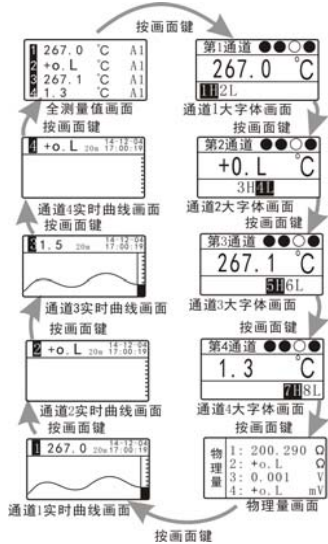 按画面键
1 267.0 ℃ A1
2 +o.L ℃ A1
3 267.1 ℃ A1
4 1.3 ℃ A1
全测量值画面
第1通道
267.0 ℃
1H2L
通道1大字体画面
按画面键
第2通道
+0.L ℃
3H4L
通道2大字体画面
按画面键
第3通道
267.1 ℃
5H6L
通道3大字体画面
按画面键
第4通道
1.3 ℃
7H8L
通道4大字体画面
按画面键
物理量
1: 200.290 Ω
2: +o.L Ω
3: 0.001 V
4: +o.L mV
物理量画面
按画面键
1 267.0 20m 14-12-04 17:00:19
通道1实时曲线画面
按画面键
2 +o.L 20m 14-12-04 17:00:19
通道2实时曲线画面
按画面键
3 1.5 20m 14-12-04 17:00:19
通道3实时曲线画面
按画面键
4 +o.L 20m 14-12-04 17:00:19
通道4实时曲线画面
按画面键